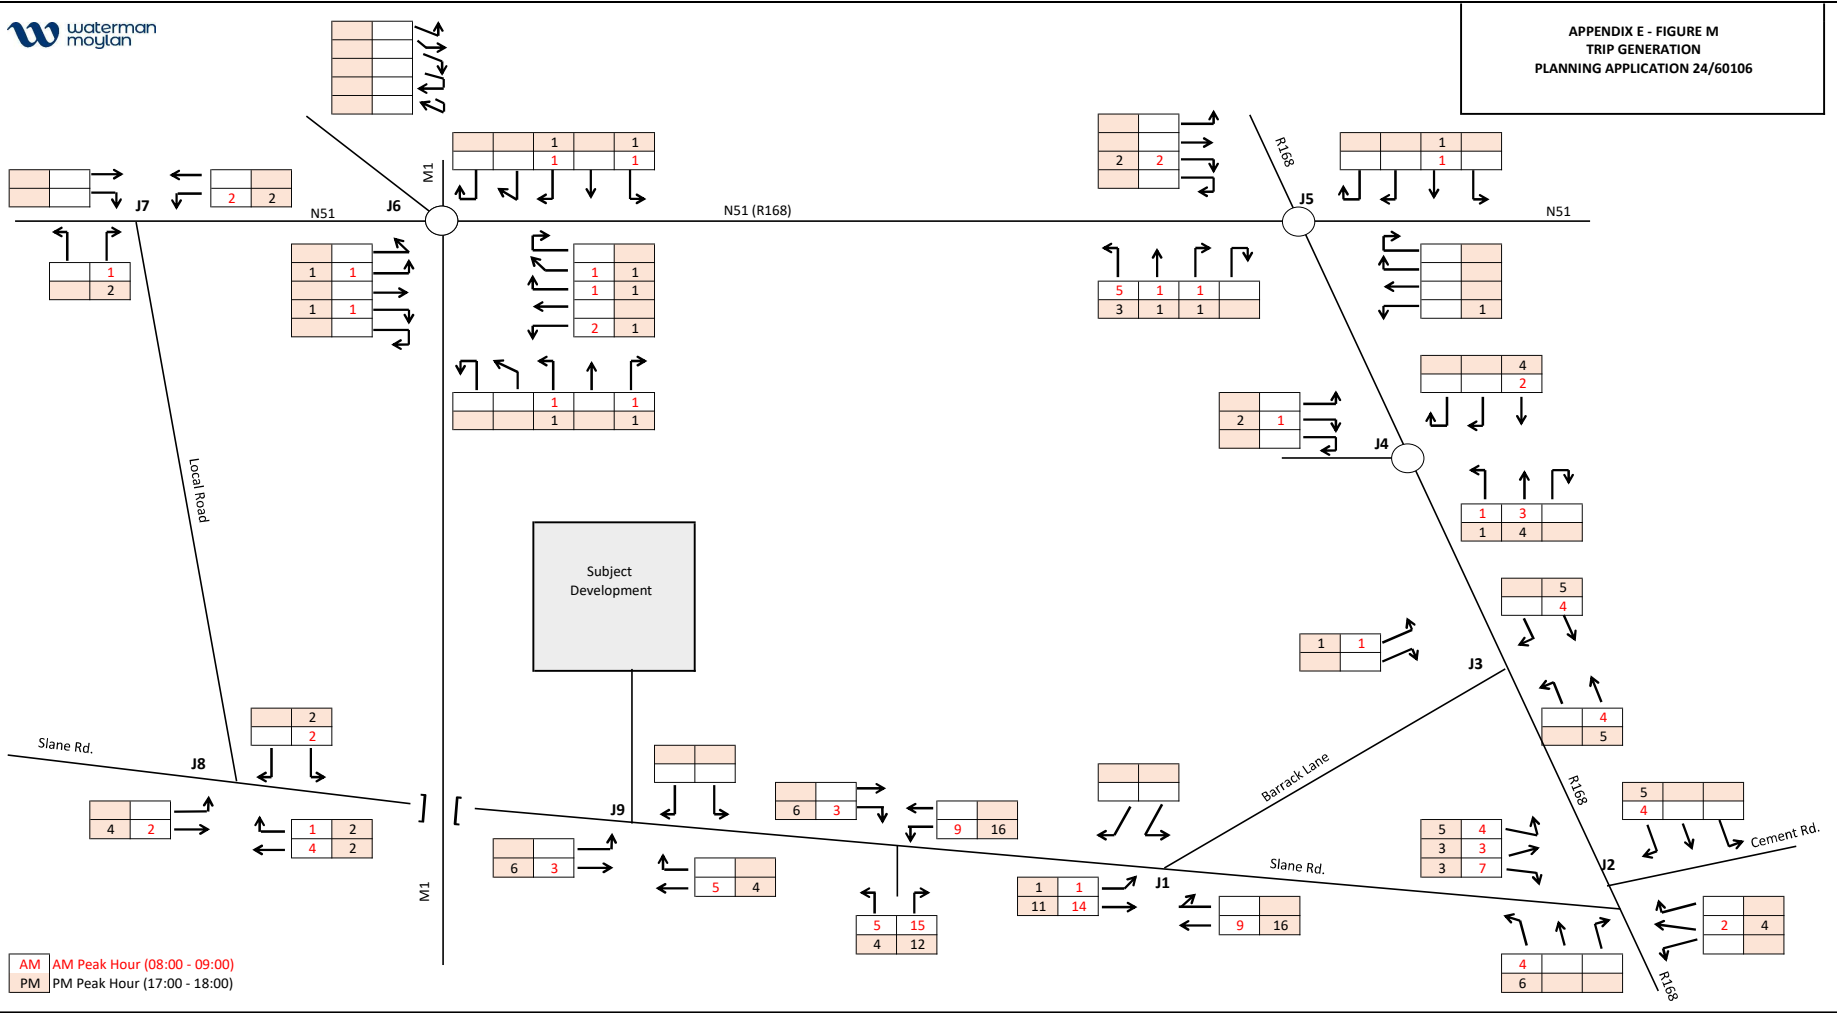 waterman
moylan
APPENDIX E - FIGURE M
TRIP GENERATION
PLANNING APPLICATION 24/60106
M1
1 1
1 1
2 2
R168
1
1
2 2
J7
N51
J6
N51 (R168)
J5
N51
1
2
1 1
1 1
1 1
1 1
2 1
5 1 1
3 1 1
1
1 1
1 1
4
2
2 1
J4
Local Road
1 3
1 4
Subject
Development
5
4
1 1
J3
4
5
2
2
Slane Rd.
J8
4 2
1 2
4 2
] [
J9
6 3
6 3
9 16
5 4
5 15
4 12
Barrack Lane
R168
5
4
Cement Rd.
5 4
3 3
3 7
J2
Slane Rd.
J1
1 1
11 14
9 16
2 4
4
6
R168
M1
AM AM Peak Hour (08:00 - 09:00)
PM PM Peak Hour (17:00 - 18:00)